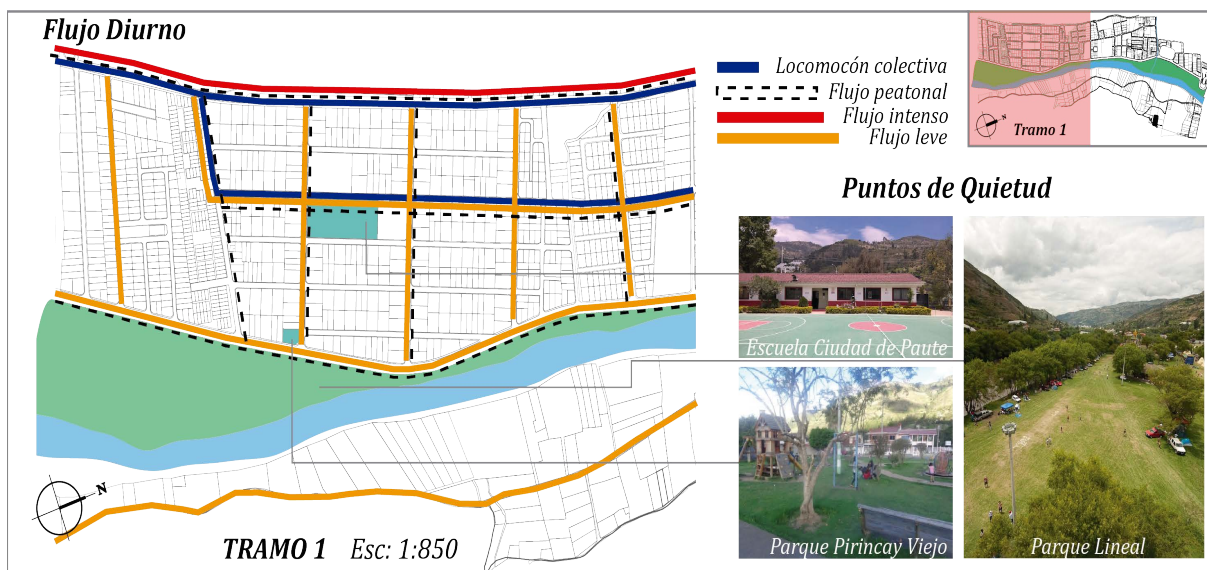 Flujo Diurno
Locomocón colectiva
Flujo peatonal
Flujo intenso
Flujo leve
N
Tramo 1
Puntos de Quietud
Escuela Ciudad de Paute
Parque Pirincay Viejo
Parque Lineal
N
TRAMO 1 Esc: 1:850